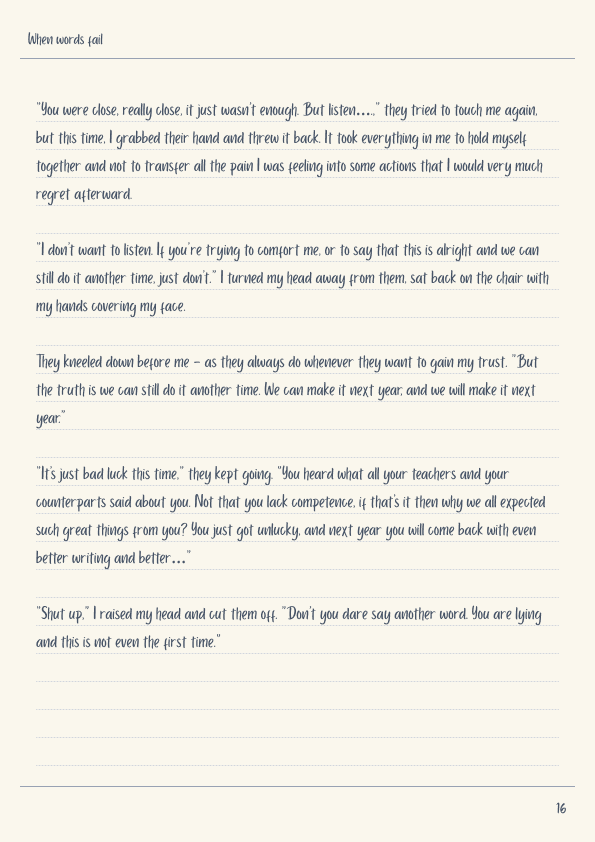 When words fail
"You were close, really close, it just wasn't enough. But listen....," they tried to touch me again,
but this time, I grabbed their hand and threw it back. It took everything in me to hold myself
together and not to transfer all the pain I was feeling into some actions that I would very much
regret afterward.
"I don't want to listen. If you're trying to comfort me, or to say that this is alright and we can
still do it another time, just don't." I turned my head away from them, sat back on the chair with
my hands covering my face.
They kneeled down before me – as they always do whenever they want to gain my trust. "But
the truth is we can still do it another time. We can make it next year, and we will make it next
year."
"It's just bad luck this time," they kept going. "You heard what all your teachers and your
counterparts said about you. Not that you lack competence, if that's it then why we all expected
such great things from you? You just got unlucky, and next year you will come back with even
better writing and better..."
"Shut up," I raised my head and cut them off. "Don't you dare say another word. You are lying
and this is not even the first time."
16